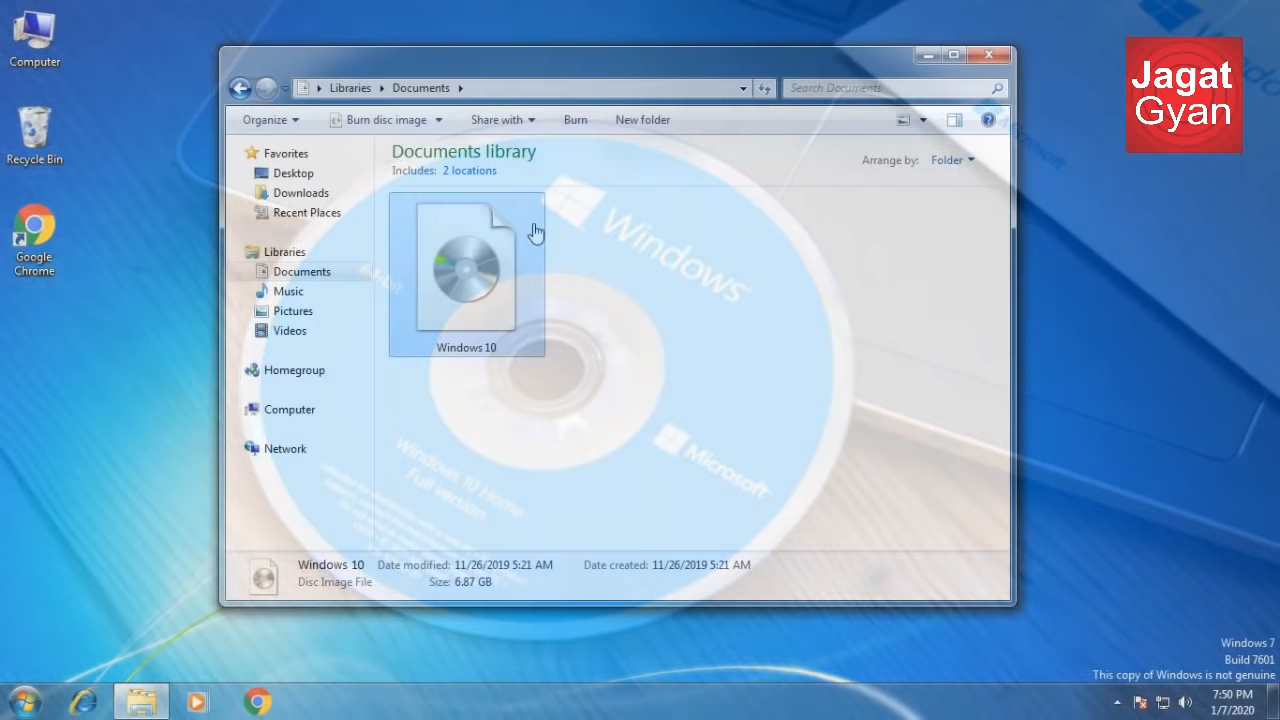 Computer
Recycle Bin
Google
Chrome
Libraries
Documents
Search Documents
Organize
Burn disc image
Share with
Burn
New folder
Favorites
Desktop
Downloads
Recent Places
Libraries
Documents
Music
Pictures
Videos
Homegroup
Computer
Network
Documents library
Includes: 2 locations
Arrange by: Folder
Windows 10
Windows
64-bit
Microsoft
Windows 10 Home
Full version
Windows 10 Date modified: 11/26/2019 5:21 AM Date created: 11/26/2019 5:21 AM
Disc Image File Size: 6.87 GB
Jagat
Gyan
Microsoft
Windows 7
Build 7601
This copy of Windows is not genuine
7:50 PM
1/7/2020